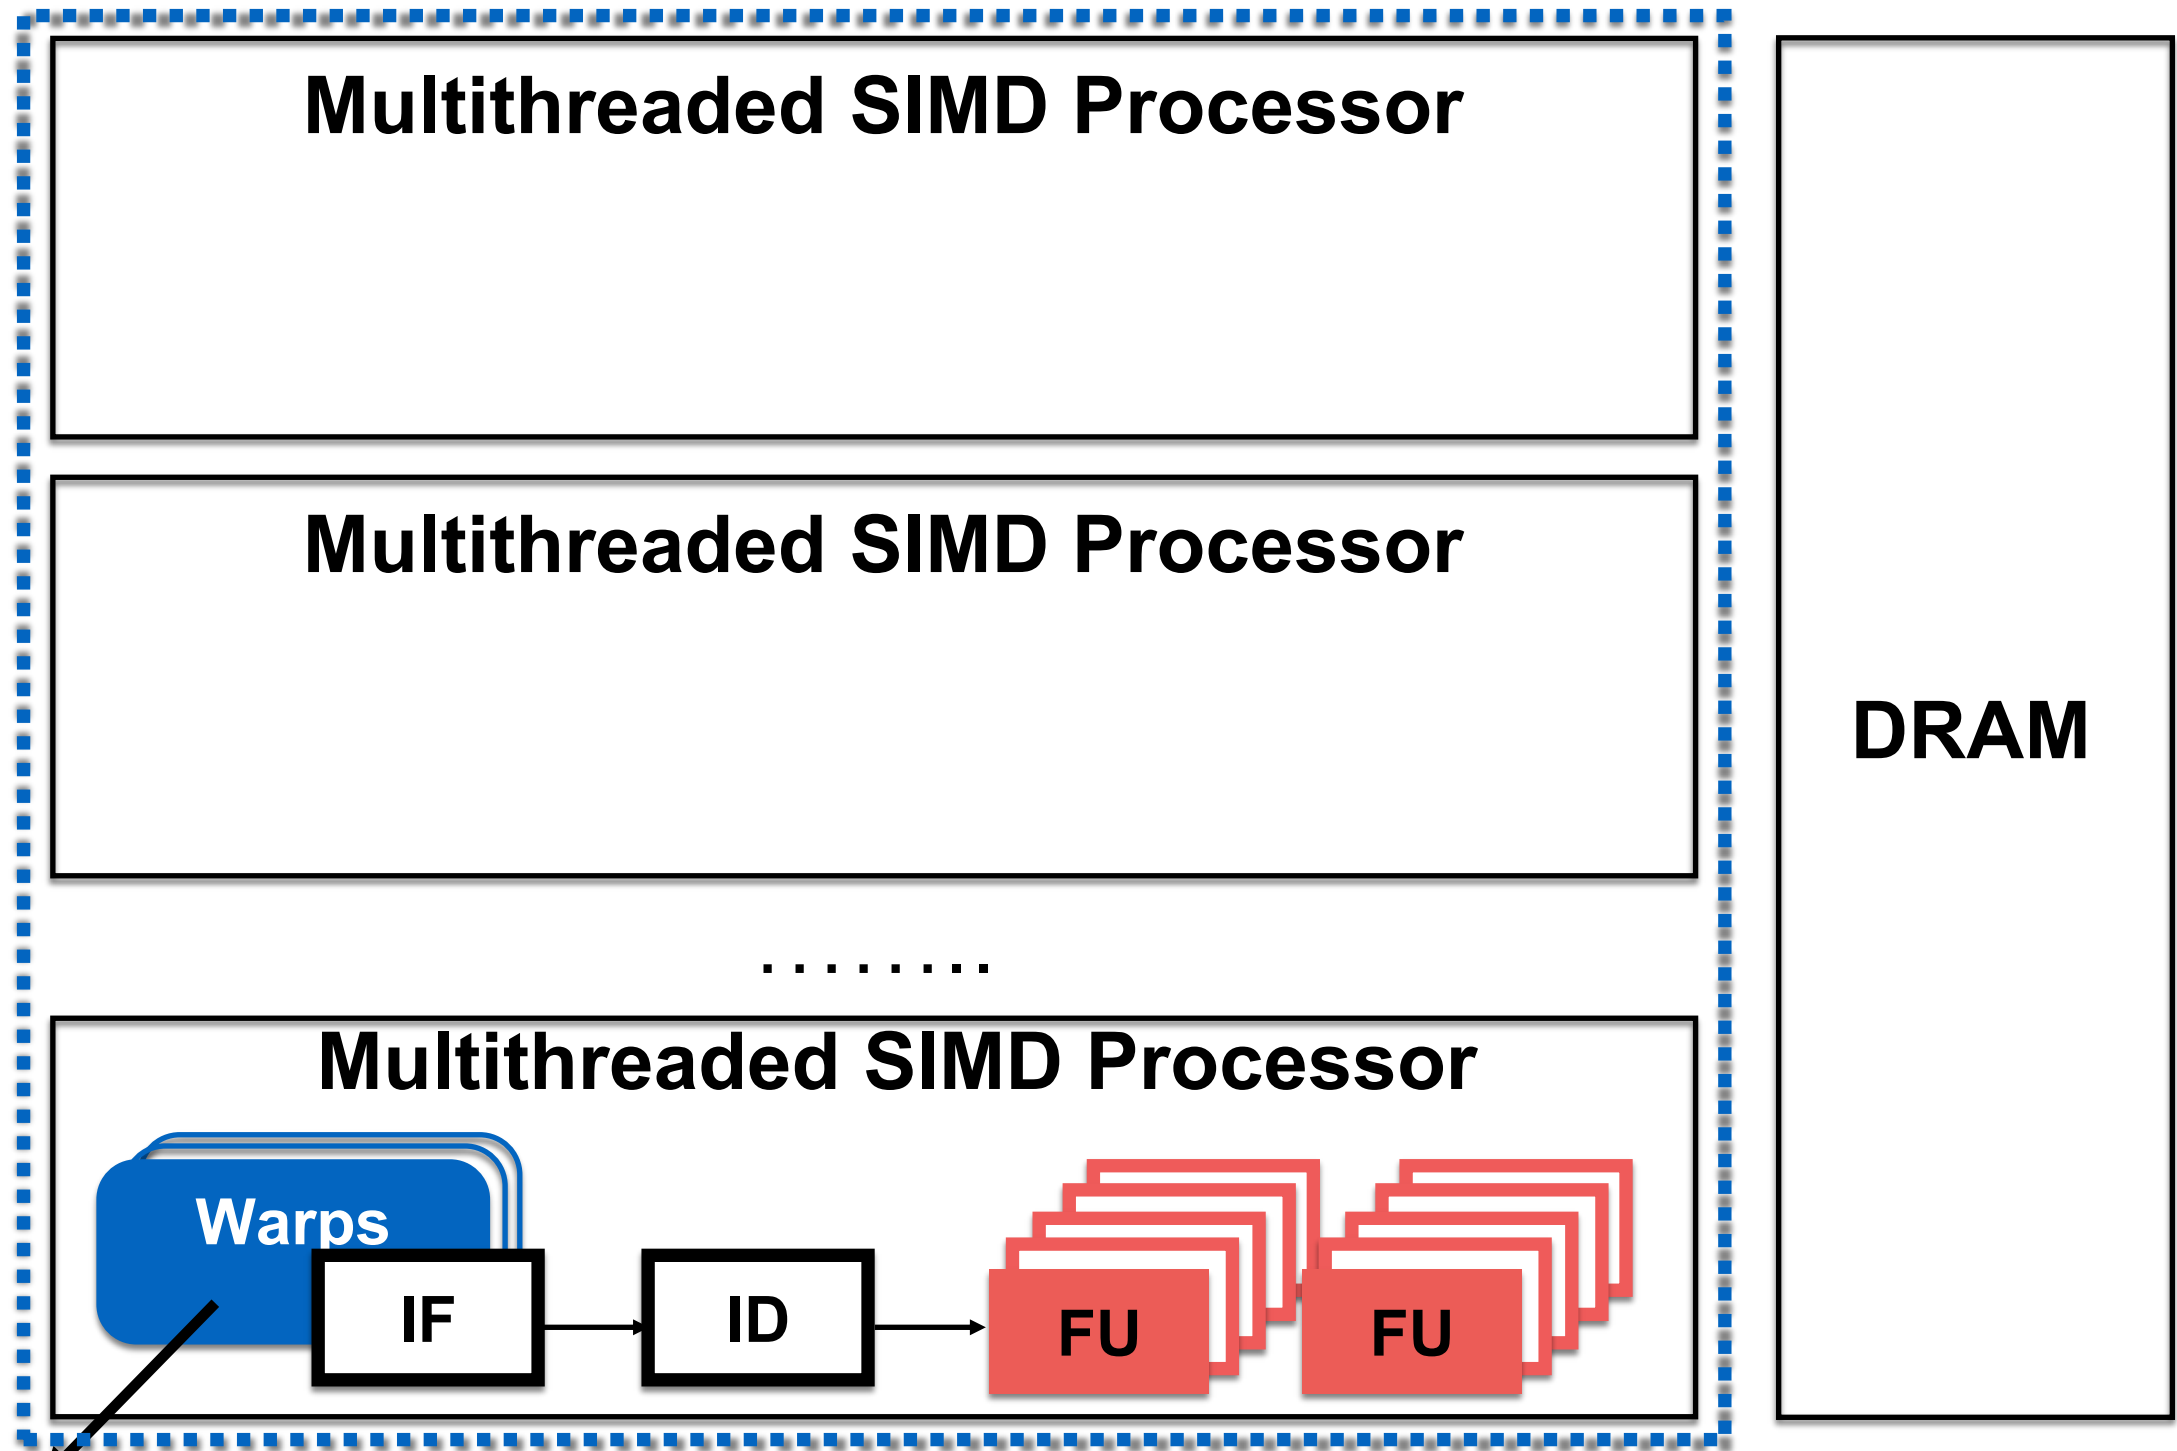 Multithreaded SIMD Processor
Multithreaded SIMD Processor
DRAM
........
Multithreaded SIMD Processor
Warps
IF
ID
FU
FU